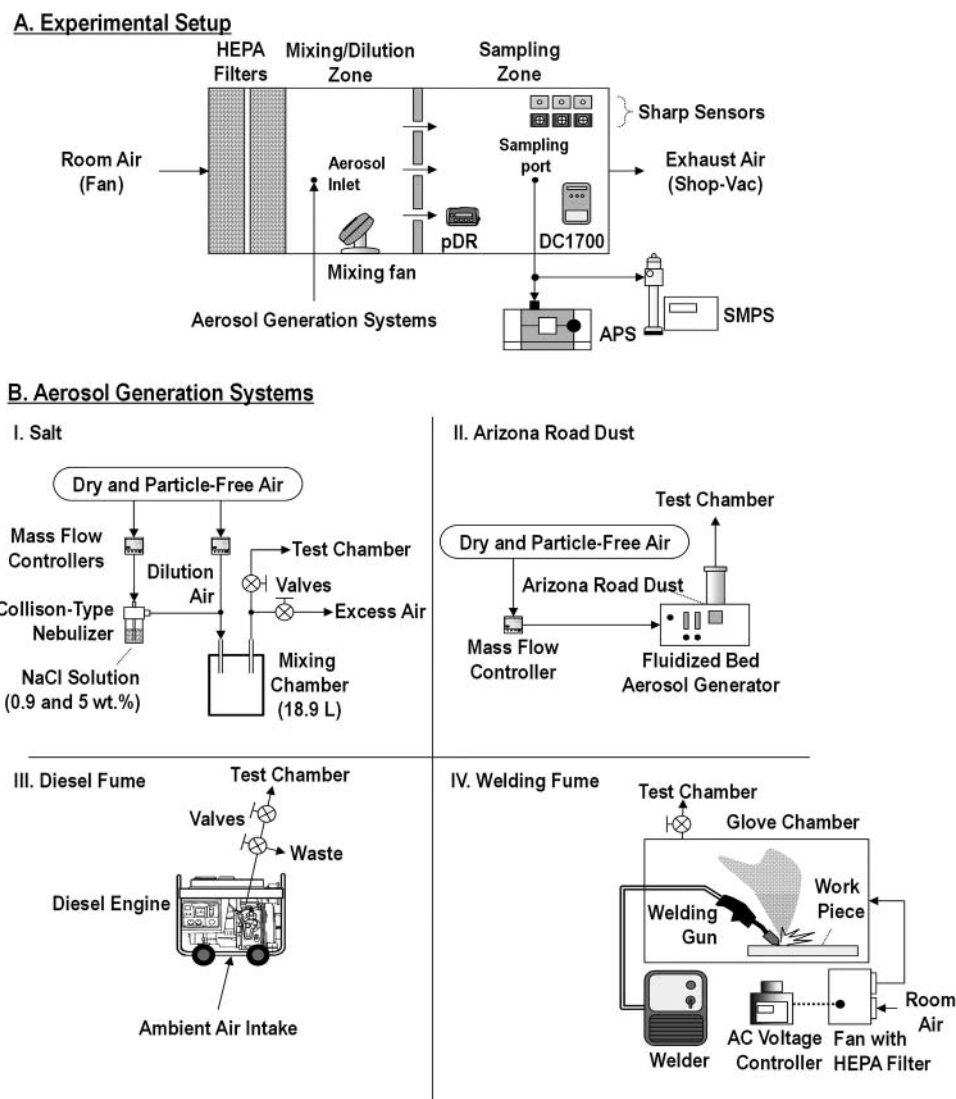 A. Experimental Setup
HEPA
Filters
Mixing/Dilution
Zone
Sampling
Zone
Sharp Sensors
Room Air
(Fan)
Aerosol
Inlet
Sampling
port
Exhaust Air
(Shop-Vac)
pDR
DC1700
Mixing fan
Aerosol Generation Systems
APS
SMPS
B. Aerosol Generation Systems
I. Salt
Dry and Particle-Free Air
Mass Flow
Controllers
Dilution
Air
Test Chamber
Valves
Excess Air
Collison-Type
Nebulizer
NaCl Solution
(0.9 and 5 wt.%)
Mixing
Chamber
(18.9 L)
II. Arizona Road Dust
Test Chamber
Dry and Particle-Free Air
Arizona Road Dust
Mass Flow
Controller
Fluidized Bed
Aerosol Generator
III. Diesel Fume
Test Chamber
Valves
Waste
Diesel Engine
Ambient Air Intake
IV. Welding Fume
Test Chamber
Glove Chamber
Welding
Gun
Work
Piece
Welder
AC Voltage
Controller
Fan with
HEPA Filter
Room
Air